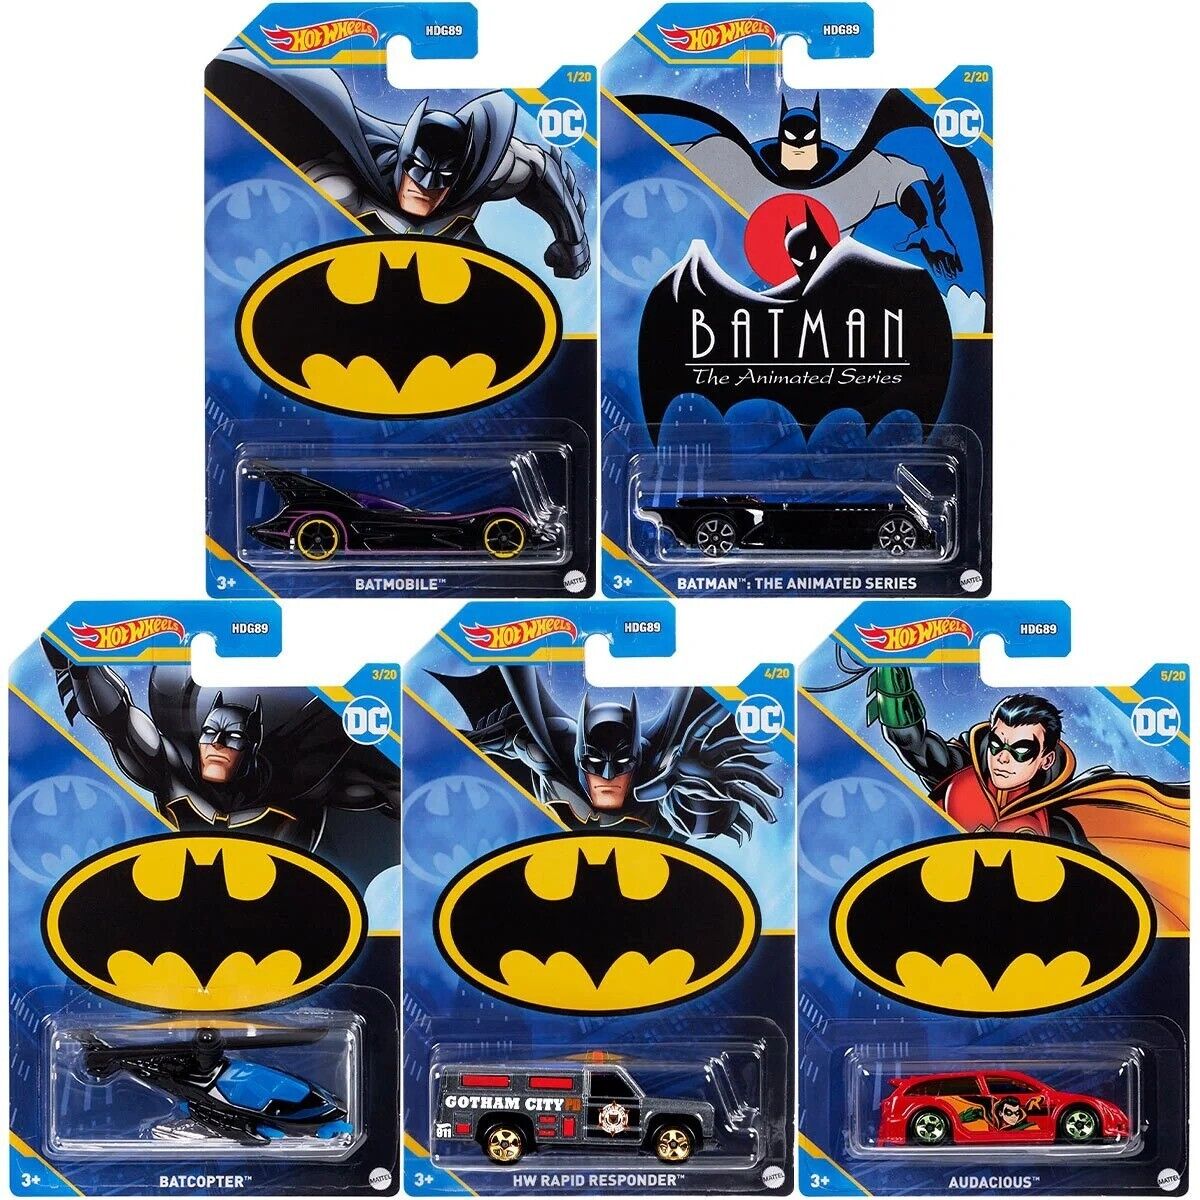 HOT WHEELS
HDG89
1/20
DC
BATMOBILE™
3+
MATTEL
HOT WHEELS
HDG89
2/20
DC
BATMAN
The Animated Series
BATMAN™: THE ANIMATED SERIES
3+
MATTEL
HOT WHEELS
HDG89
3/20
DC
BATCOPTER™
3+
MATTEL
HOT WHEELS
HDG89
4/20
DC
GOTHAM CITY PD
911
HW RAPID RESPONDER™
3+
MATTEL
HOT WHEELS
HDG89
5/20
DC
R
AUDACIOUS™
3+
MATTEL